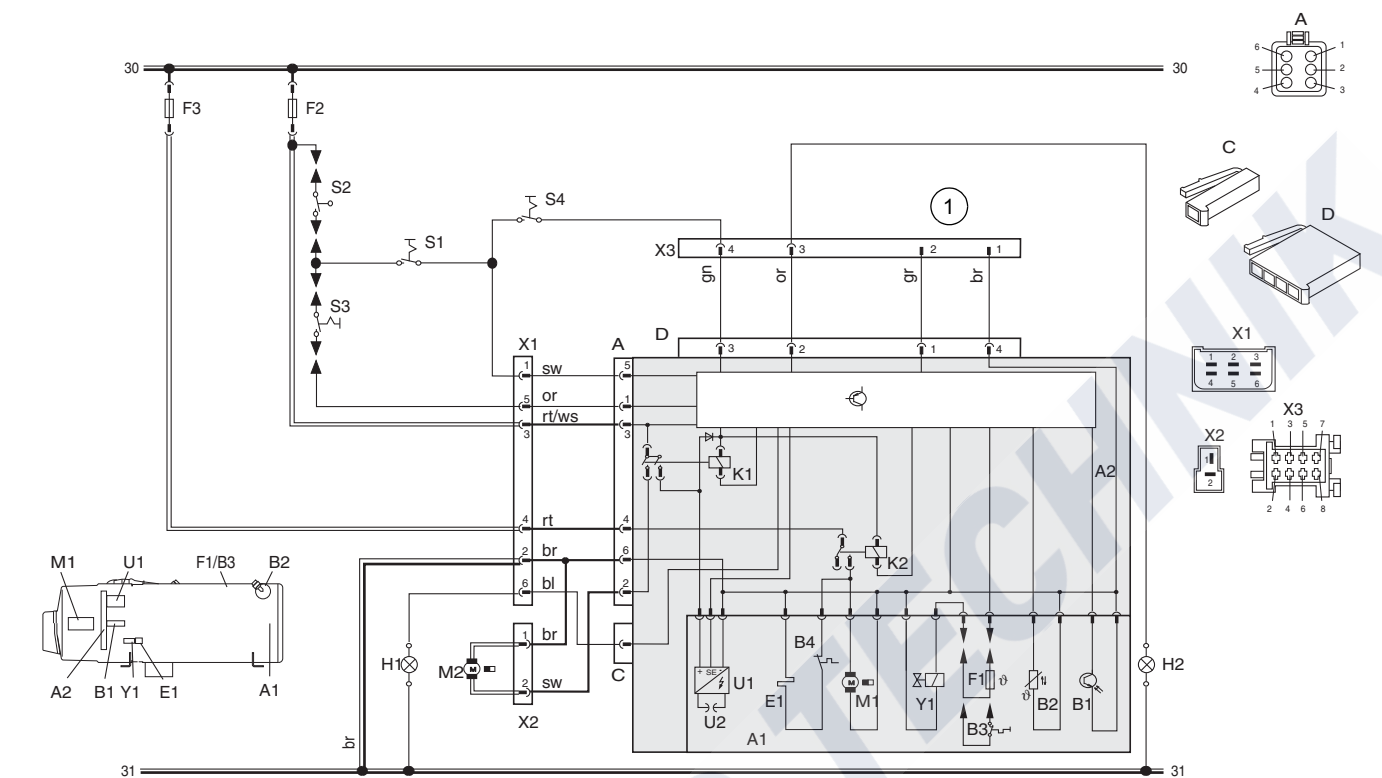 A
6 1
5 2
4 3
30 30
F3 F2
C
D
S2
S4
1
S1
X3 4 3 2 1
gn or gr br
S3
D 3 2 1 4
X1 A
1 sw 5
5 or 1
3 rt/ws 3
K1
A2
4 rt 4
2 br 6
K2
6 bl 2
1 br
M2 M
2 sw
C
X2
H1
H2
br
+ SE -
U1
U2
E1
B4
M
M1
Y1
F1 ϑ
B3
ϑ B2
B1
A1
31 31
M1 U1 F1/B3 B2
A2 B1 Y1 E1 A1
X1
1 2 3
4 5 6
X2
1
2
X3
1 3 5 7
2 4 6 8
TECHNIK